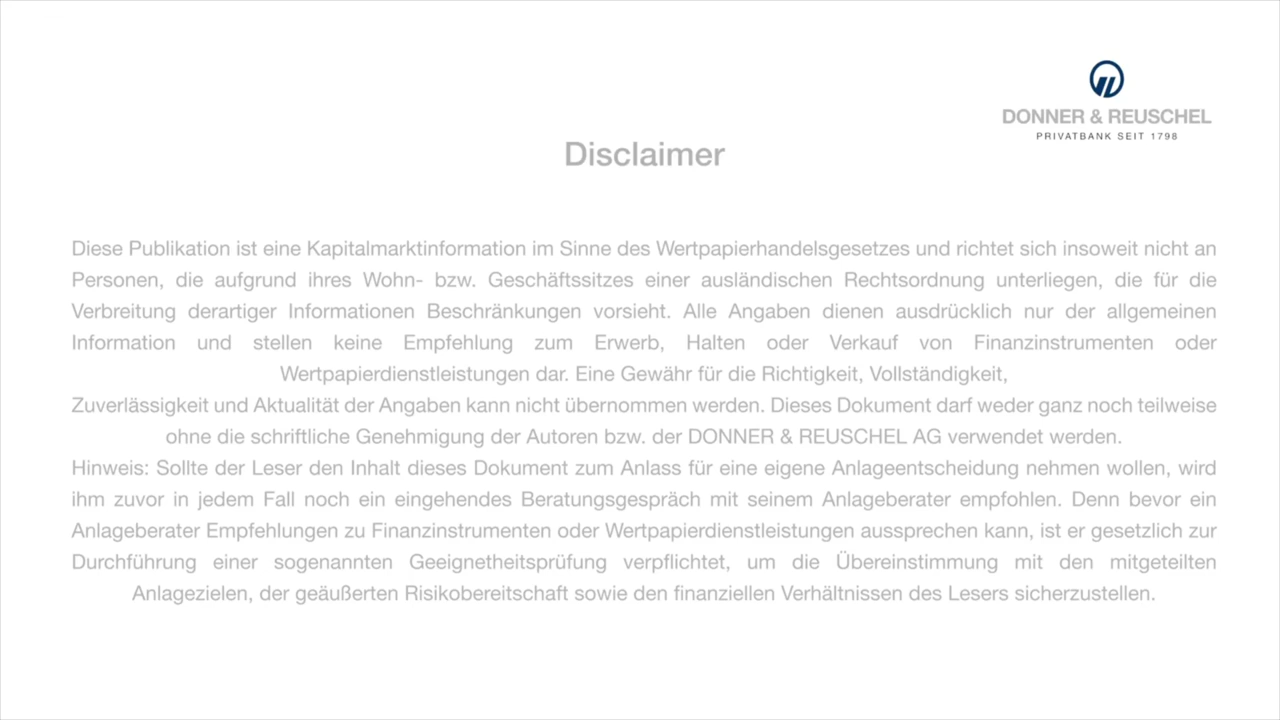 DONNER & REUSCHEL
PRIVATBANK SEIT 1798
Disclaimer
Diese Publikation ist eine Kapitalmarktinformation im Sinne des Wertpapierhandelsgesetzes und richtet sich insoweit nicht an
Personen, die aufgrund ihres Wohn- bzw. Geschäftssitzes einer ausländischen Rechtsordnung unterliegen, die für die
Verbreitung derartiger Informationen Beschränkungen vorsieht. Alle Angaben dienen ausdrücklich nur der allgemeinen
Information und stellen keine Empfehlung zum Erwerb, Halten oder Verkauf von Finanzinstrumenten oder
Wertpapierdienstleistungen dar. Eine Gewähr für die Richtigkeit, Vollständigkeit,
Zuverlässigkeit und Aktualität der Angaben kann nicht übernommen werden. Dieses Dokument darf weder ganz noch teilweise
ohne die schriftliche Genehmigung der Autoren bzw. der DONNER & REUSCHEL AG verwendet werden.
Hinweis: Sollte der Leser den Inhalt dieses Dokument zum Anlass für eine eigene Anlageentscheidung nehmen wollen, wird
ihm zuvor in jedem Fall noch ein eingehendes Beratungsgespräch mit seinem Anlageberater empfohlen. Denn bevor ein
Anlageberater Empfehlungen zu Finanzinstrumenten oder Wertpapierdienstleistungen aussprechen kann, ist er gesetzlich zur
Durchführung einer sogenannten Geeignetheitsprüfung verpflichtet, um die Übereinstimmung mit den mitgeteilten
Anlagezielen, der geäußerten Risikobereitschaft sowie den finanziellen Verhältnissen des Lesers sicherzustellen.